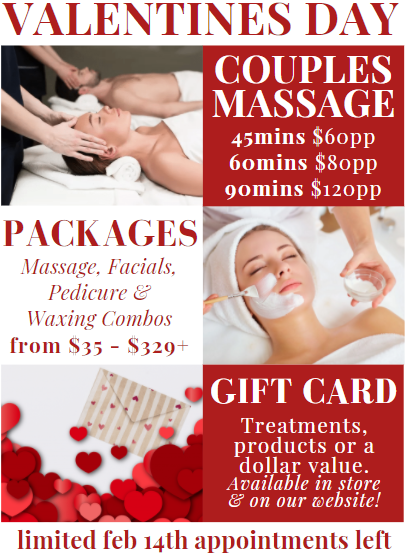 VALENTINES DAY
COUPLES
MASSAGE
45mins $60pp
60mins $80pp
90mins $120pp
PACKAGES
Massage, Facials,
Pedicure &
Waxing Combos
from $35 - $329+
GIFT CARD
Treatments,
products or a
dollar value.
Available in store
& on our website!
limited feb 14th appointments left